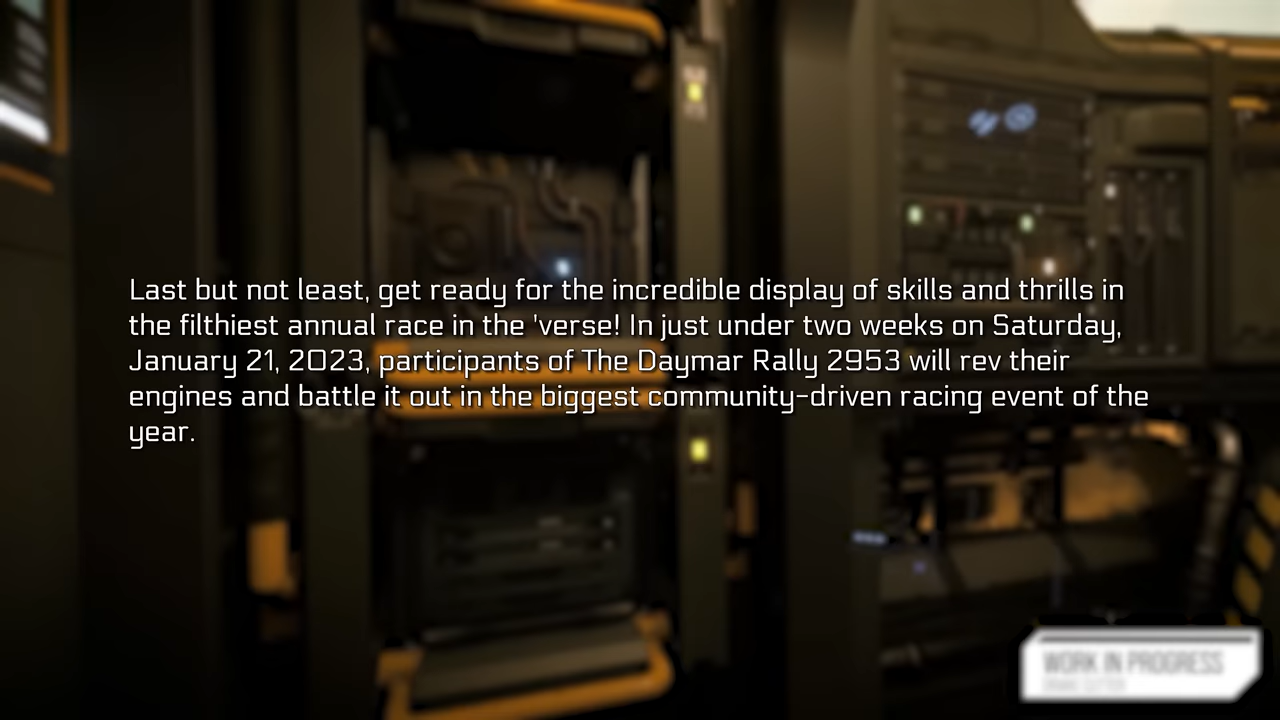 Last but not least, get ready for the incredible display of skills and thrills in
the filthiest annual race in the 'verse! In just under two weeks on Saturday,
January 21, 2023, participants of The Daymar Rally 2953 will rev their
engines and battle it out in the biggest community-driven racing event of the
year.
WORK IN PROGRESS